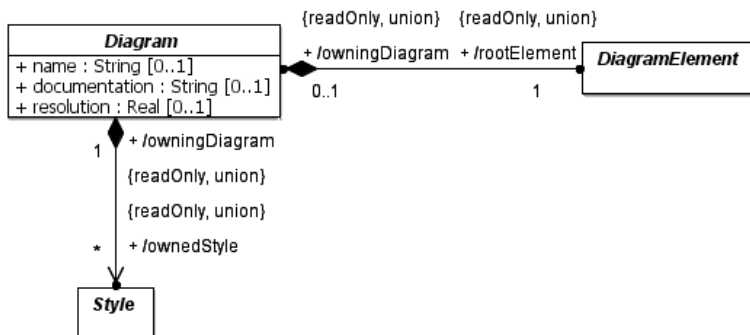 {readOnly, union} {readOnly, union}
Diagram
+ /owningDiagram + /rootElement
+ name : String [0..1]
DiagramElement
+ documentation : String [0..1]
0..1 1
+ resolution : Real [0..1]
1 + /owningDiagram
{readOnly, union}
{readOnly, union}
* + /ownedStyle
Style